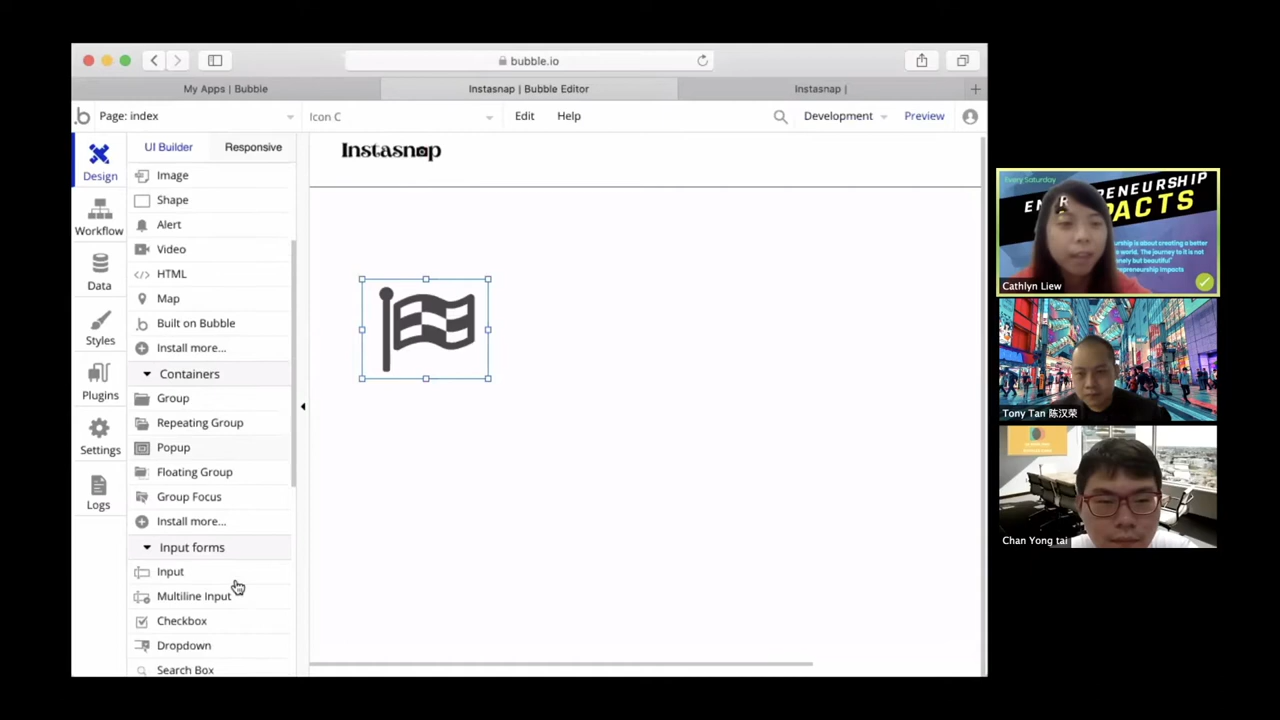 bubble.io
My Apps | Bubble
Instasnap | Bubble Editor
Instasnap |
Page: index
Icon C
Edit
Help
Development
Preview
UI Builder
Responsive
Design
Workflow
Data
Styles
Plugins
Settings
Logs
Image
Shape
Alert
Video
HTML
Map
Built on Bubble
Install more...
Containers
Group
Repeating Group
Popup
Floating Group
Group Focus
Install more...
Input forms
Input
Multiline Input
Checkbox
Dropdown
Search Box
Instasnap
Every Saturday
Cathlyn Liew
Tony Tan 陈汉荣
Chan Yong tai